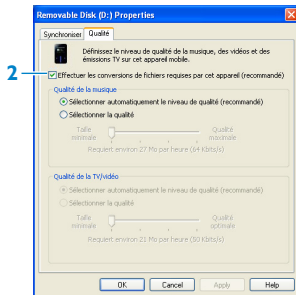 Removable Disk (D:) Properties
Synchroniser Qualité
Définissez le niveau de qualité de la musique, des vidéos et des
émissions TV sur cet appareil mobile.
2
Effectuer les conversions de fichiers requises par cet appareil (recommandé)
Qualité de la musique
Sélectionner automatiquement le niveau de qualité (recommandé)
Sélectionner la qualité
Taille Qualité
minimale maximale
Requiert environ 27 Mo par heure (64 Kbits/s)
Qualité de la TV/vidéo
Sélectionner automatiquement le niveau de qualité (recommandé)
Sélectionner la qualité
Taille Qualité
minimale optimale
Requiert environ 21 Mo par heure (50 Kbits/s)
OK Cancel Apply Help